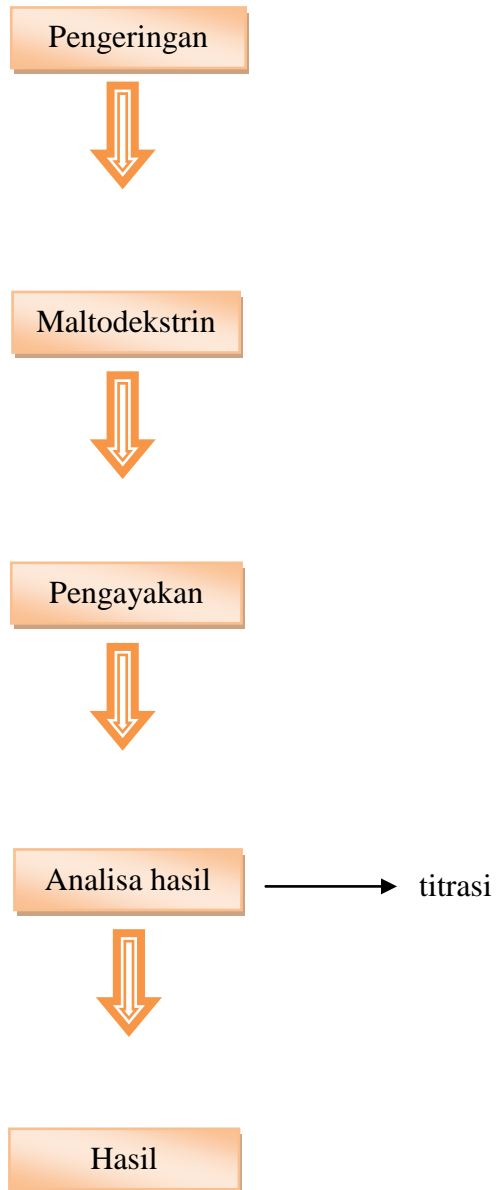 Pengeringan
Maltodekstrin
Pengayakan
Analisa hasil
titrasi
Hasil